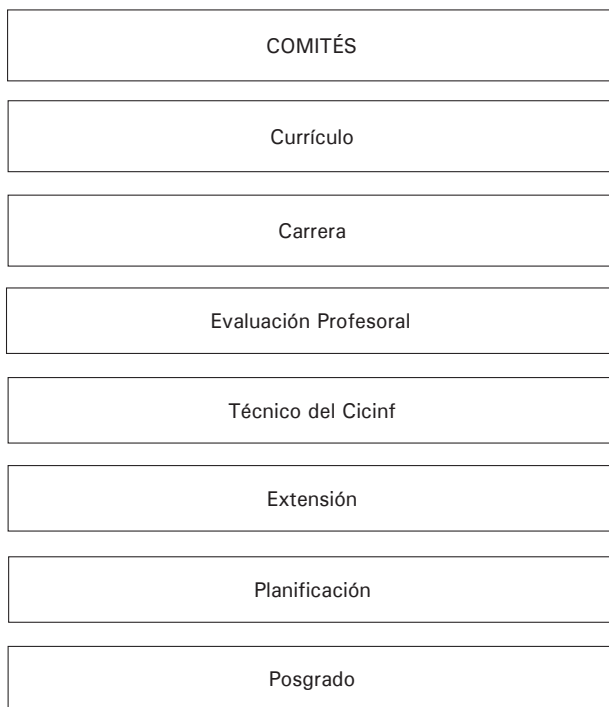 COMITÉS
Currículo
Carrera
Evaluación Profesoral
Técnico del Cicinf
Extensión
Planificación
Posgrado